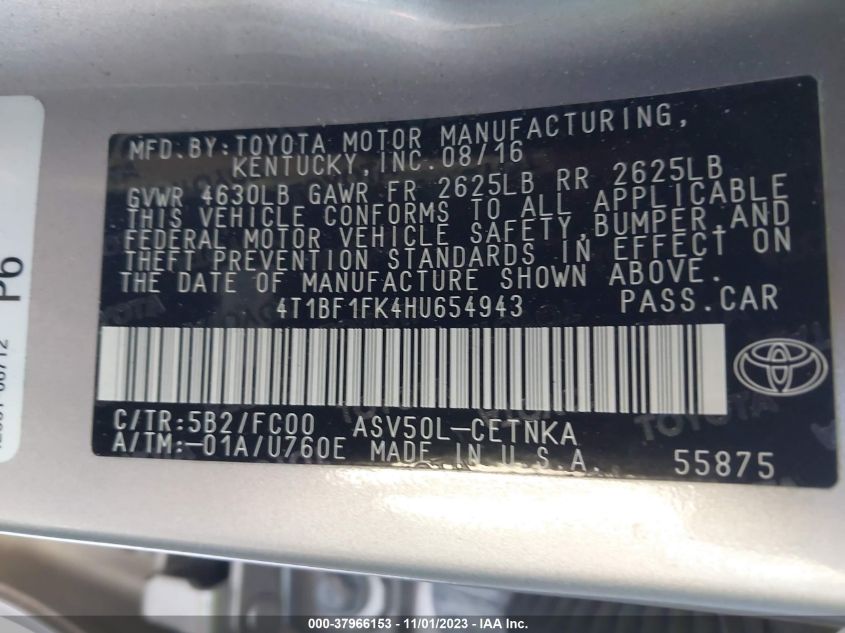 MFD.BY:TOYOTA MOTOR MANUFACTURING,
KENTUCKY,INC.08/16
GVWR 4630LB GAWR FR 2625LB RR 2625LB
THIS VEHICLE CONFORMS TO ALL APPLICABLE
FEDERAL MOTOR VEHICLE SAFETY,BUMPER,AND
THEFT PREVENTION STANDARDS IN EFFECT ON
THE DATE OF MANUFACTURE SHOWN ABOVE.
4T1BF1FK4HU654943 PASS.CAR
C/TR:5B2/FC00 ASV50L-CETNKA
A/TM:-01A/U760E MADE IN U.S.A. 55875
P6
000-37966153 - 11/01/2023 - IAA Inc.